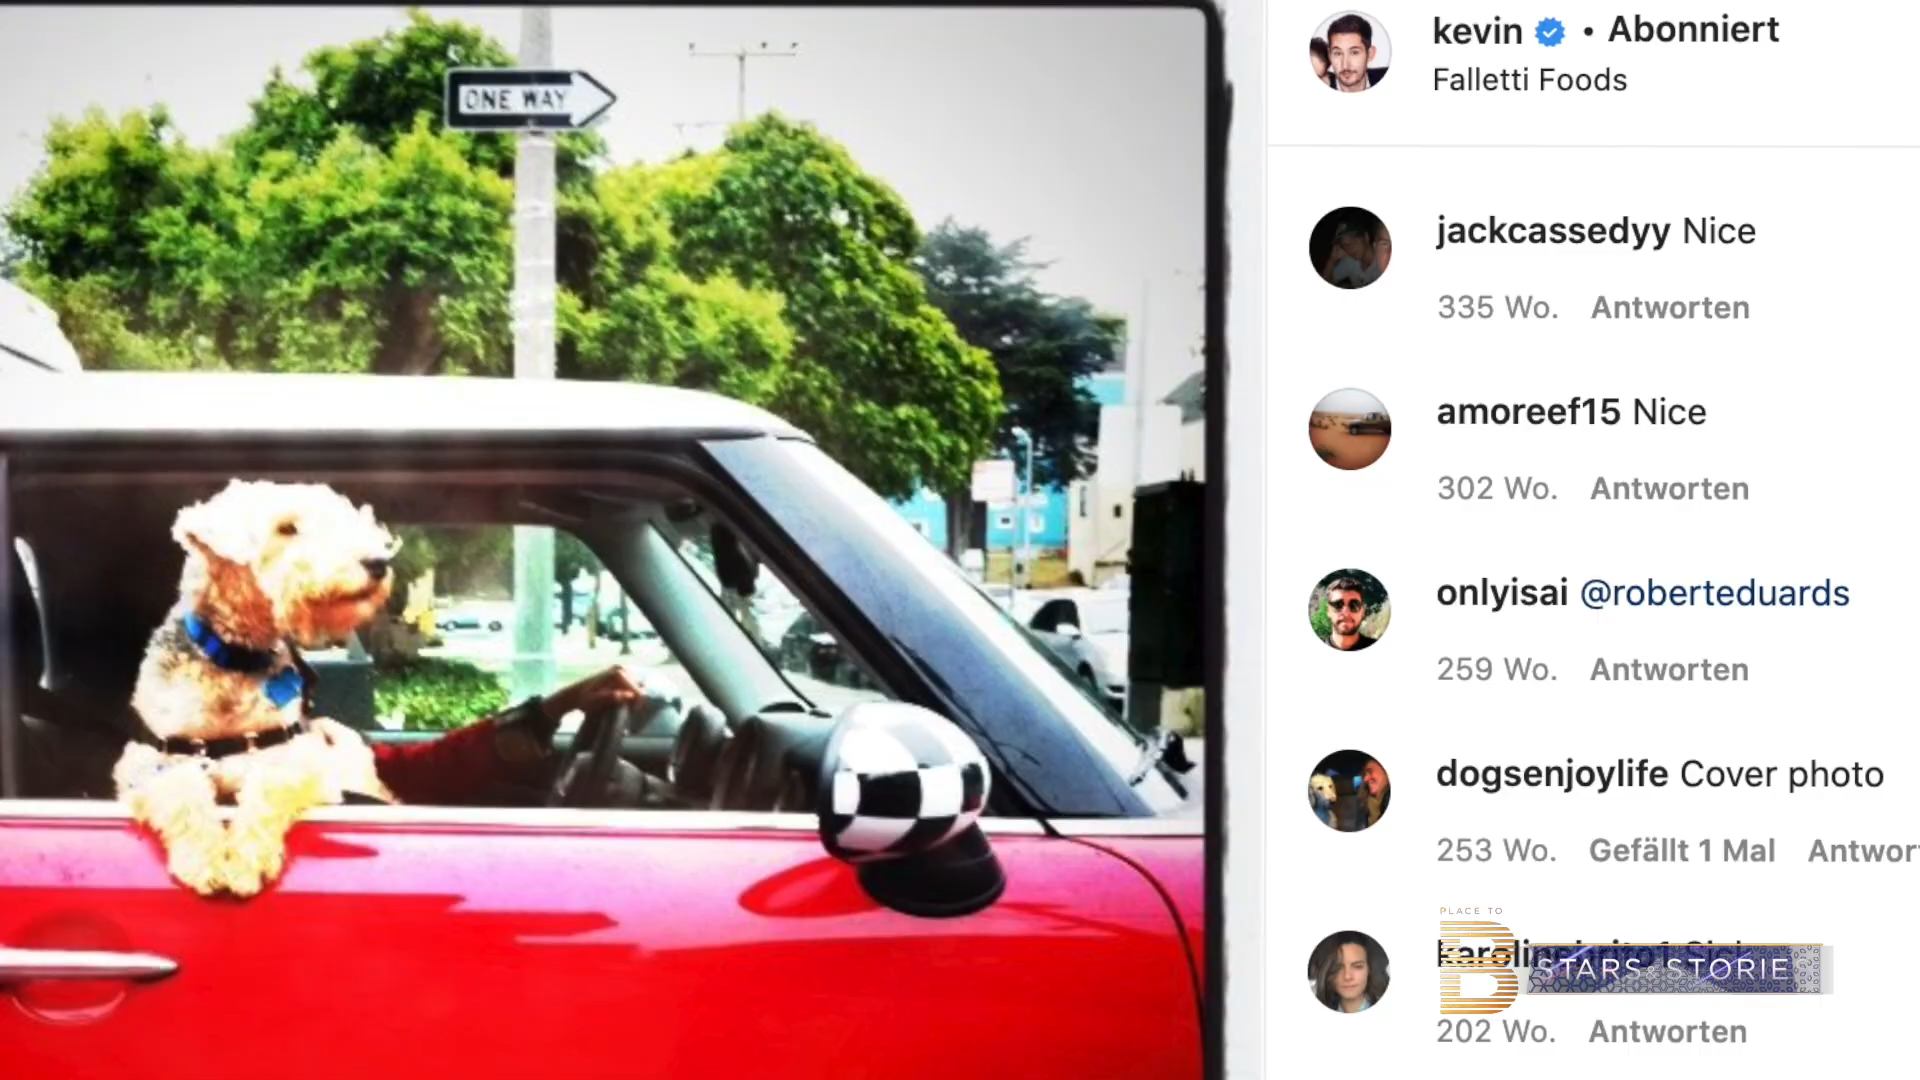 ONE WAY
kevin • Abonniert
Falletti Foods
jackcassedyy Nice
335 Wo. Antworten
amoreef15 Nice
302 Wo. Antworten
onlyisai @roberteduards
259 Wo. Antworten
dogsenjoylife Cover photo
253 Wo. Gefällt 1 Mal Antwor
PLACE TO
B
STARS & STORIE
202 Wo. Antworten